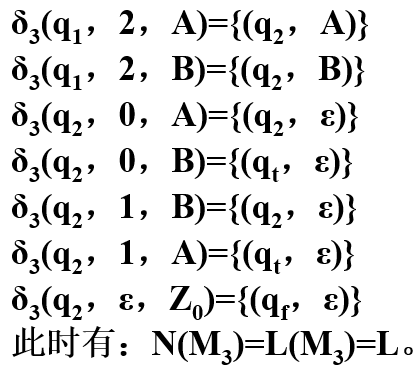 δ₃(q₁，2，A)={(q₂，A)}
δ₃(q₁，2，B)={(q₂，B)}
δ₃(q₂，0，A)={(q₂，ε)}
δ₃(q₂，0，B)={(qₜ，ε)}
δ₃(q₂，1，B)={(q₂，ε)}
δ₃(q₂，1，A)={(qₜ，ε)}
δ₃(q₂，ε，Z₀)={(q_f，ε)}
此时有：N(M₃)=L(M₃)=L。